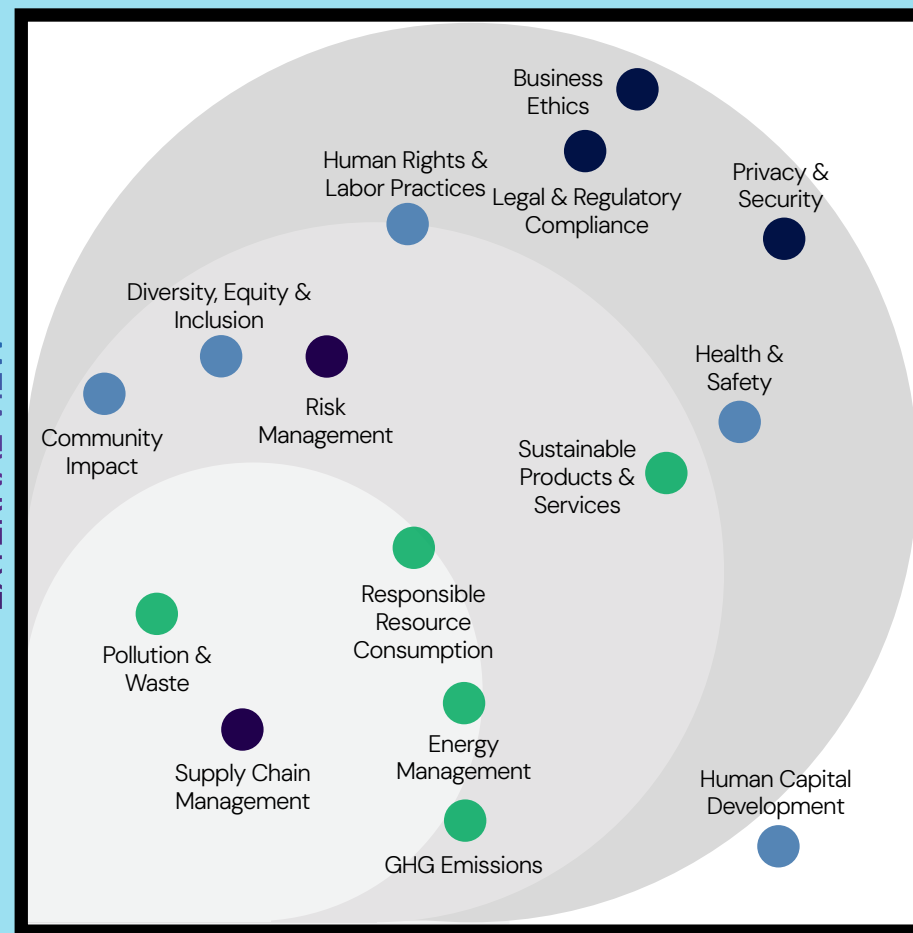 Business
Ethics
Human Rights &
Labor Practices
Legal & Regulatory
Compliance
Privacy &
Security
Diversity, Equity &
Inclusion
Risk
Management
Community
Impact
Health &
Safety
Sustainable
Products &
Services
Responsible
Resource
Consumption
Pollution &
Waste
Supply Chain
Management
Energy
Management
GHG Emissions
Human Capital
Development